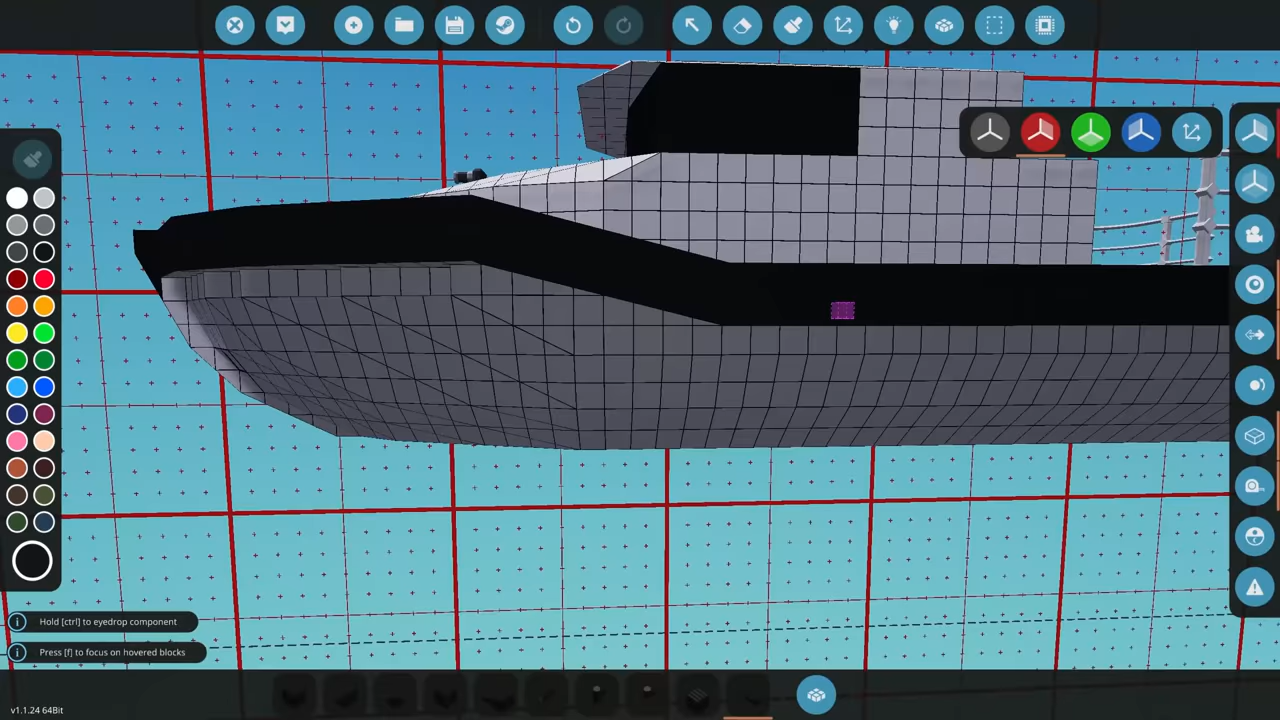 Hold [ctrl] to eyedrop component
Press [f] to focus on hovered blocks
v1.1.24 64Bit